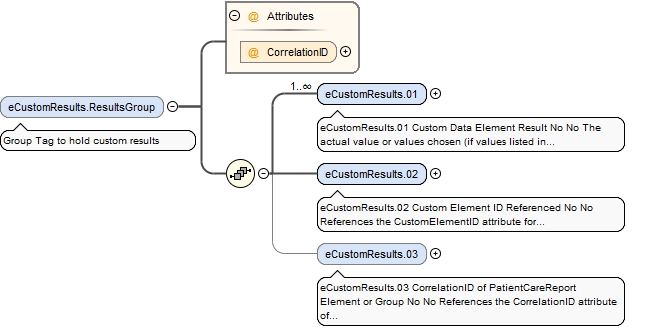 Attributes
@ CorrelationID
1..∞
eCustomResults.01
eCustomResults.ResultsGroup
Group Tag to hold custom results
eCustomResults.01 Custom Data Element Result No No The
actual value or values chosen (if values listed in...
eCustomResults.02
eCustomResults.02 Custom Element ID Referenced No No
References the CustomElementID attribute for...
eCustomResults.03
eCustomResults.03 CorrelationID of PatientCareReport
Element or Group No No References the CorrelationID attribute
of...